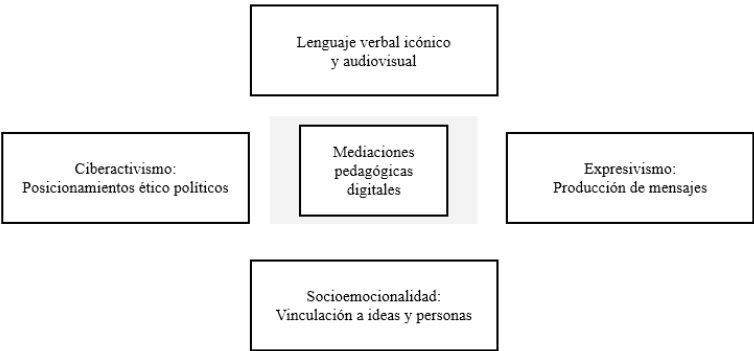 Lenguaje verbal icónico
y audiovisual
Ciberactivismo:
Posicionamientos ético políticos
Mediaciones
pedagógicas
digitales
Expresivismo:
Producción de mensajes
Socioemocionalidad:
Vinculación a ideas y personas